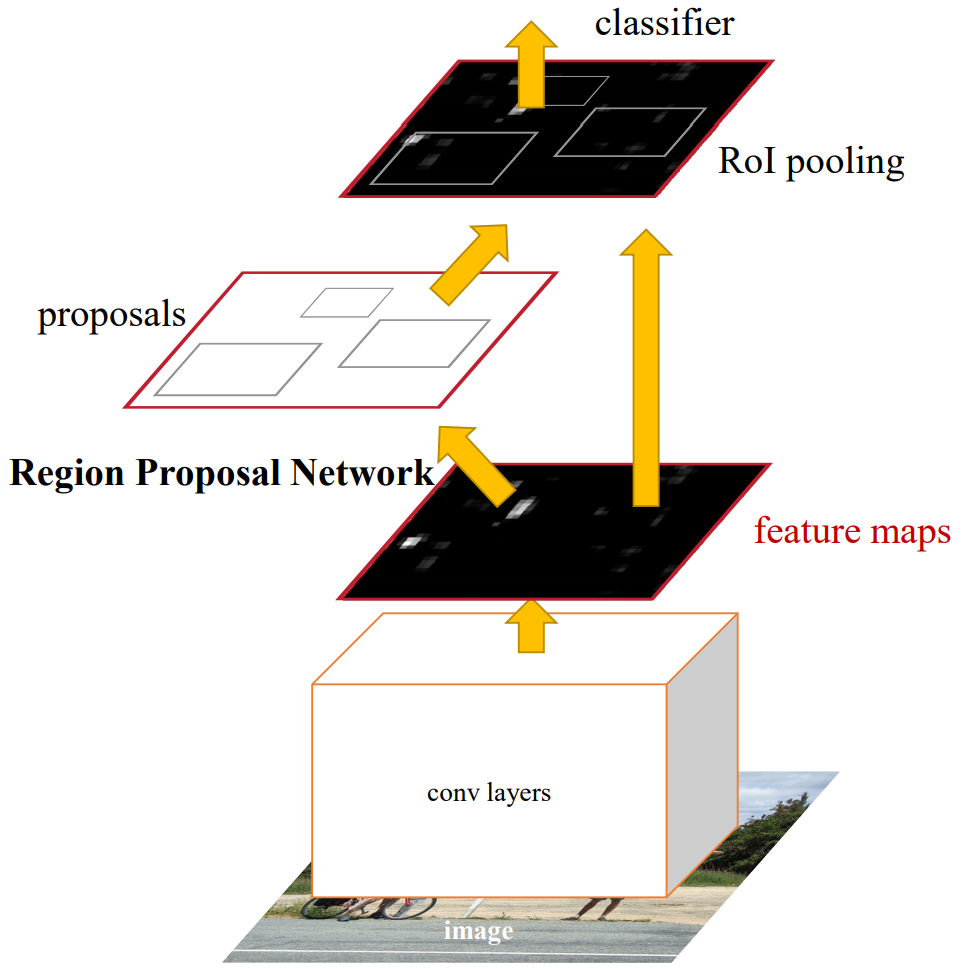 classifier
RoI pooling
proposals
Region Proposal Network
feature maps
conv layers
image